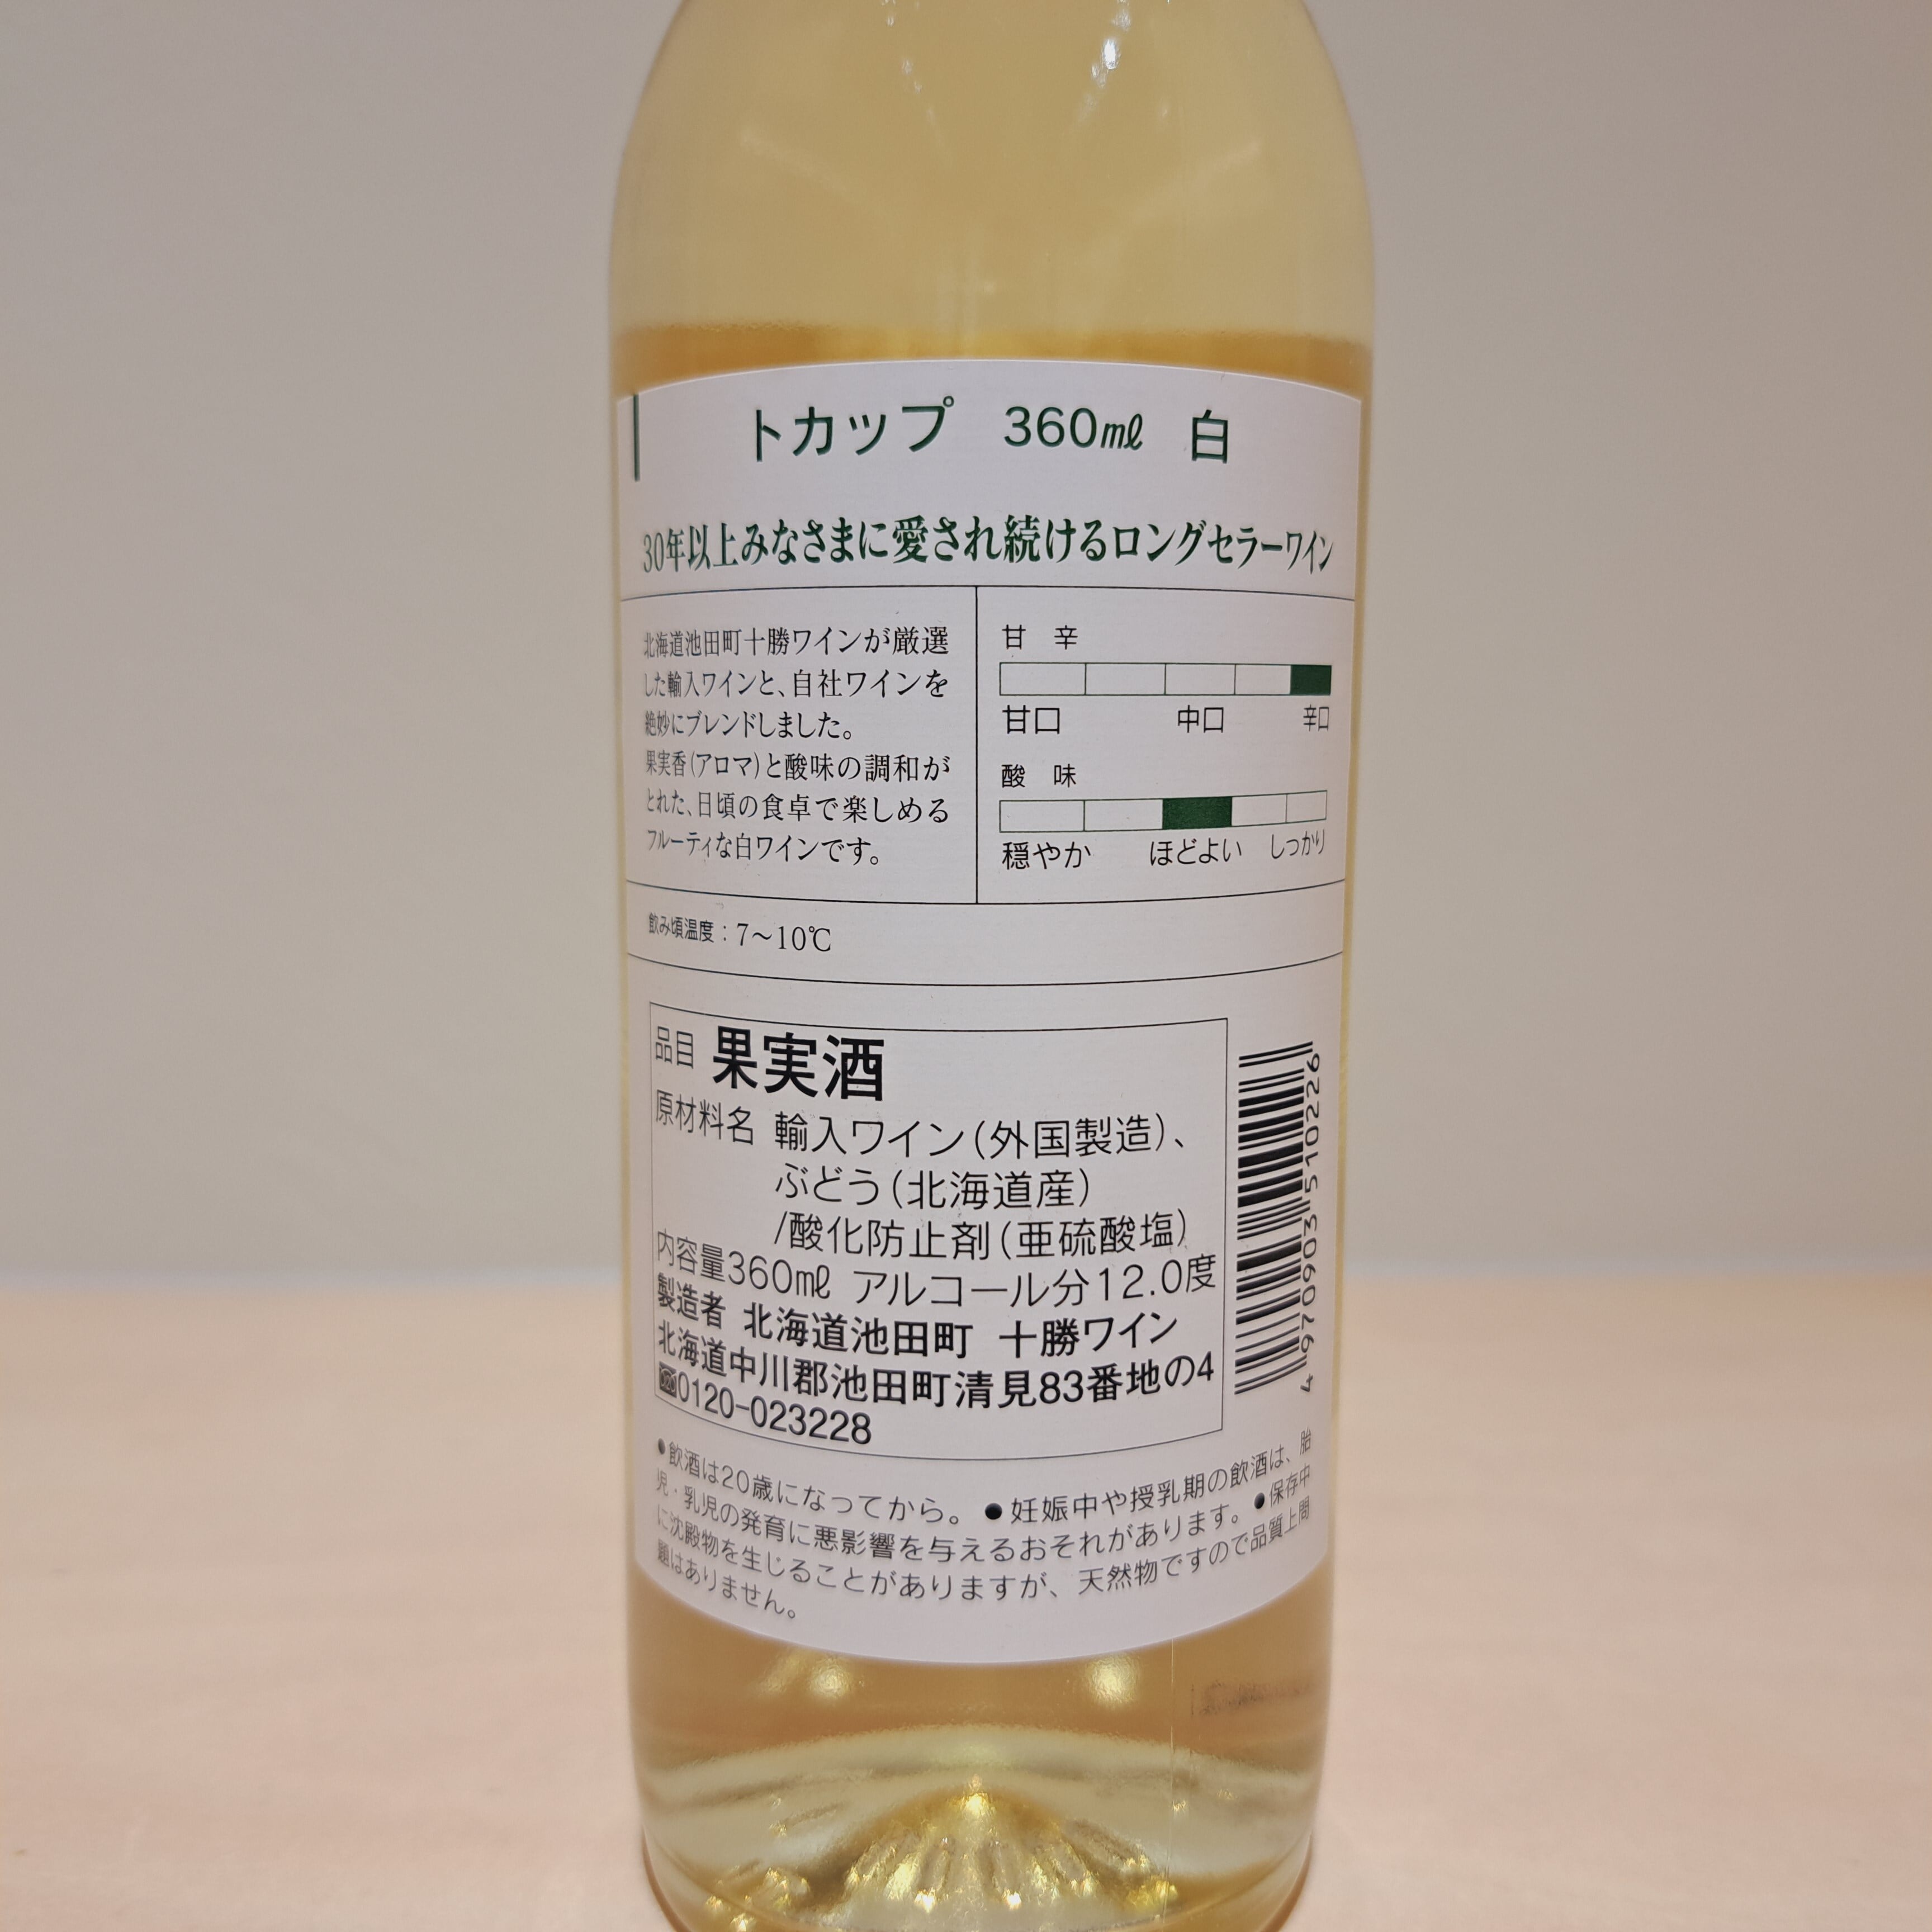 トカップ 360㎖ 白
30年以上みなさまに愛され続けるロングセラーワイン
北海道池田町十勝ワインが厳選
した輸入ワインと、自社ワインを
絶妙にブレンドしました。
果実香(アロマ)と酸味の調和が
とれた、日頃の食卓で楽しめる
フルーティな白ワインです。
甘 辛
甘口 中口 辛口
酸 味
穏やか ほどよい しっかり
飲み頃温度：7～10℃
品目 果実酒
原材料名 輸入ワイン(外国製造)、
ぶどう(北海道産)
/酸化防止剤(亜硫酸塩)
内容量360㎖ アルコール分12.0度
製造者 北海道池田町 十勝ワイン
北海道中川郡池田町清見83番地の4
0120-023228
4 970903 510226
●飲酒は20歳になってから。●妊娠中や授乳期の飲酒は、胎
児・乳児の発育に悪影響を与えるおそれがあります。●保存中
に沈殿物を生じることがありますが、天然物ですので品質上問
題はありません。